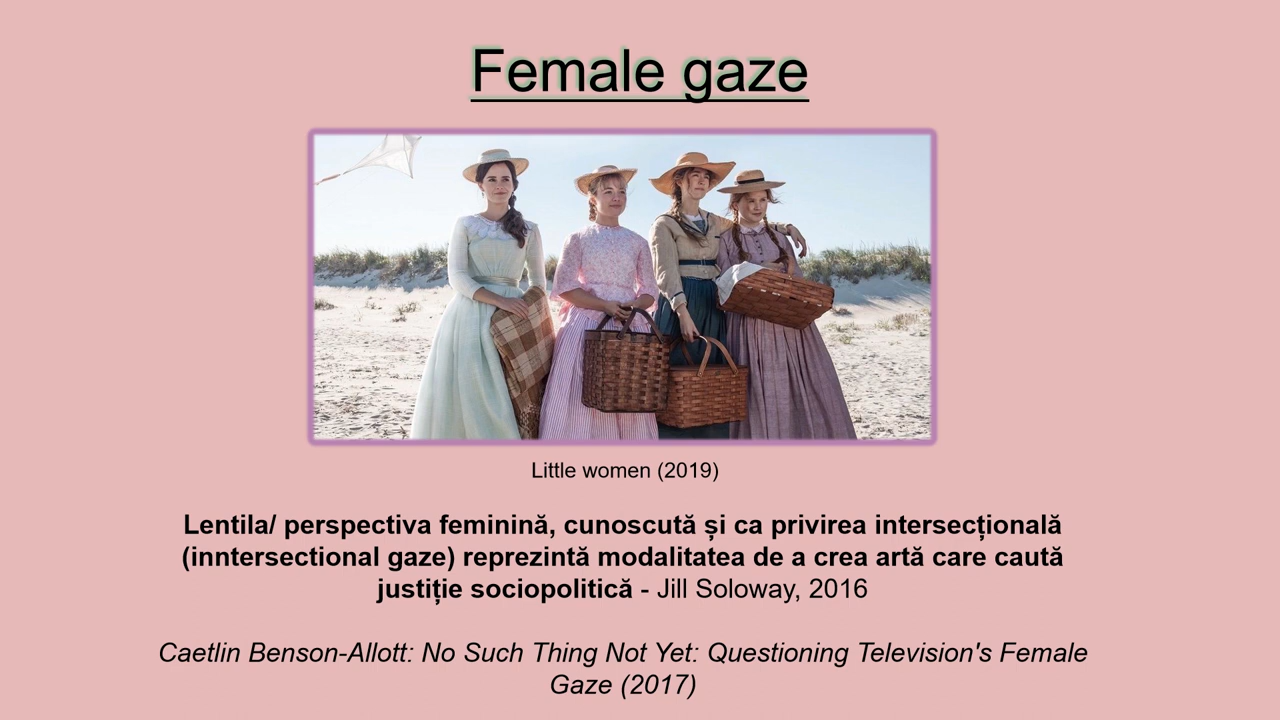 Female gaze
Little women (2019)
Lentila/ perspectiva feminină, cunoscută și ca privirea intersecțională
(inntersectional gaze) reprezintă modalitatea de a crea artă care caută
justiție sociopolitică - Jill Soloway, 2016
Caetlin Benson-Allott: No Such Thing Not Yet: Questioning Television's Female
Gaze (2017)